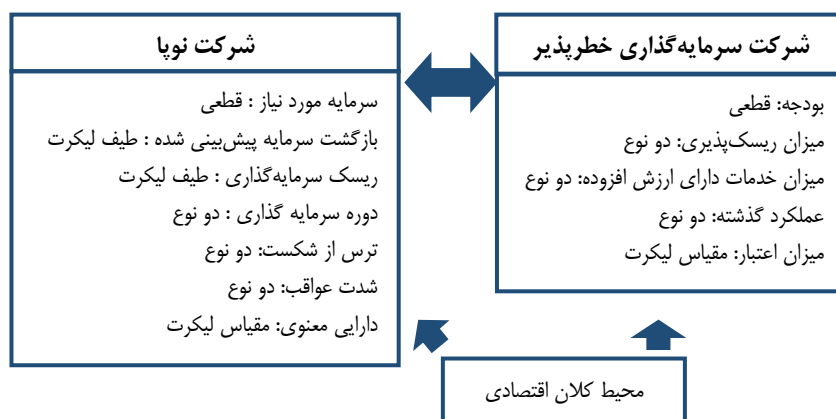 شرکت سرمایه‌گذاری خطرپذیر
بودجه: قطعی
میزان ریسک‌پذیری: دو نوع
میزان خدمات دارای ارزش افزوده: دو نوع
عملکرد گذشته: دو نوع
میزان اعتبار: مقیاس لیکرت
شرکت نوپا
سرمایه مورد نیاز : قطعی
بازگشت سرمایه پیش‌بینی شده : طیف لیکرت
ریسک سرمایه‌گذاری : طیف لیکرت
دوره سرمایه گذاری : دو نوع
ترس از شکست: دو نوع
شدت عواقب: دو نوع
دارایی معنوی: مقیاس لیکرت
محیط کلان اقتصادی